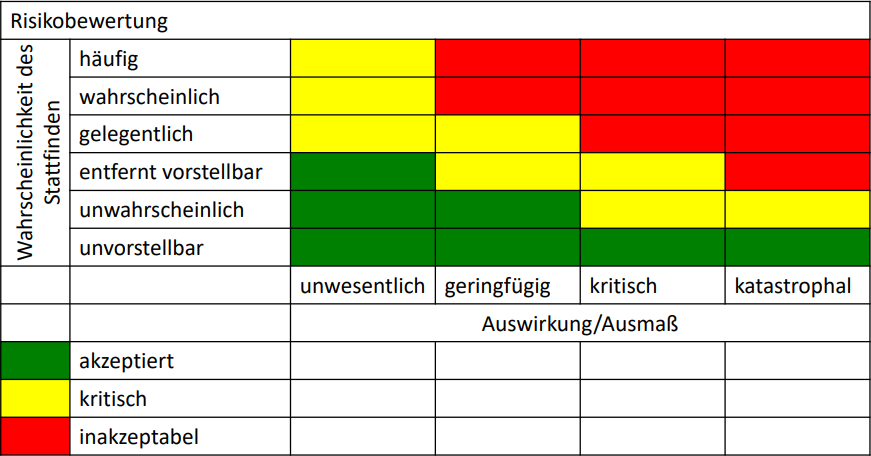 Risikobewertung
Wahrscheinlichkeit des
Stattfinden
häufig
wahrscheinlich
gelegentlich
entfernt vorstellbar
unwahrscheinlich
unvorstellbar
unwesentlich geringfügig kritisch katastrophal
Auswirkung/Ausmaß
akzeptiert
kritisch
inakzeptabel